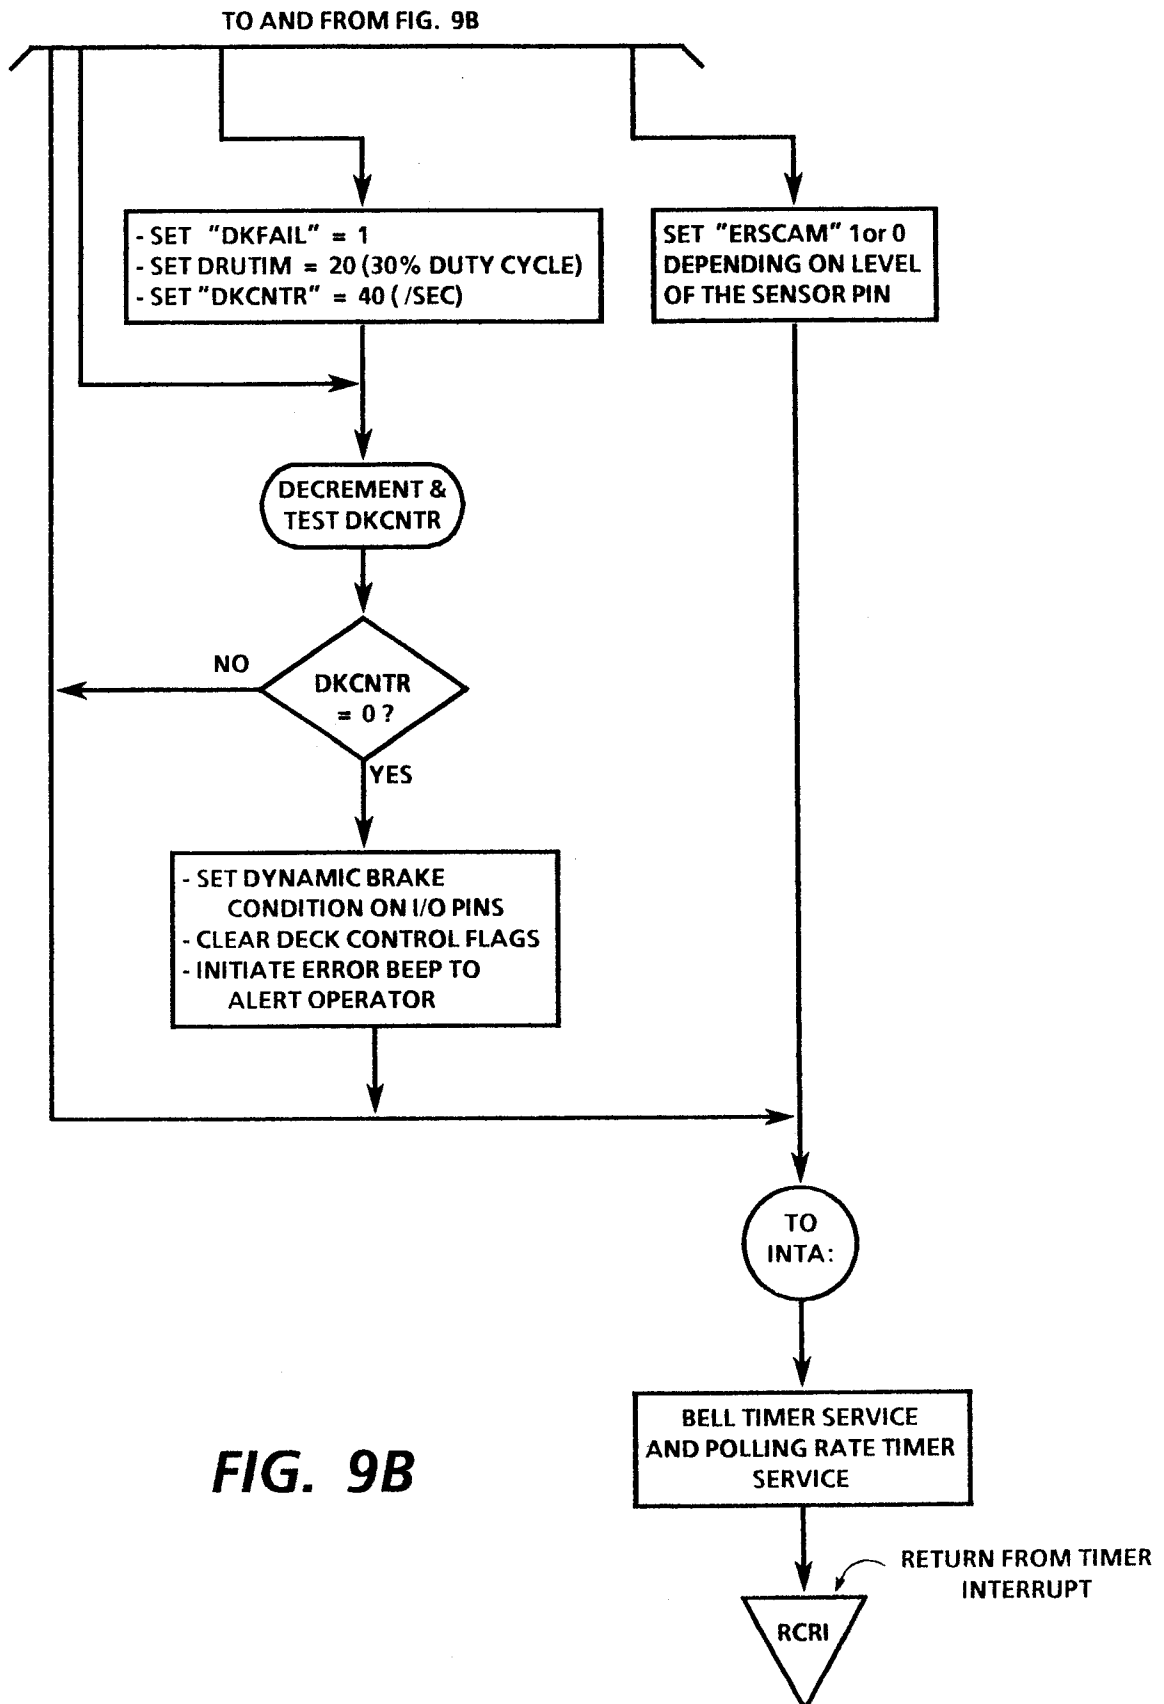 TO AND FROM FIG. 9B
- SET "DKFAIL" = 1
- SET DRUTIM = 20 (30% DUTY CYCLE)
- SET "DKCNTR" = 40 ( /SEC)
SET "ERSCAM" 1 or 0
DEPENDING ON LEVEL
OF THE SENSOR PIN
DECREMENT &
TEST DKCNTR
NO
DKCNTR
= 0 ?
YES
- SET DYNAMIC BRAKE
CONDITION ON I/O PINS
- CLEAR DECK CONTROL FLAGS
- INITIATE ERROR BEEP TO
ALERT OPERATOR
TO
INTA:
BELL TIMER SERVICE
AND POLLING RATE TIMER
SERVICE
FIG. 9B
RETURN FROM TIMER
INTERRUPT
RCRI